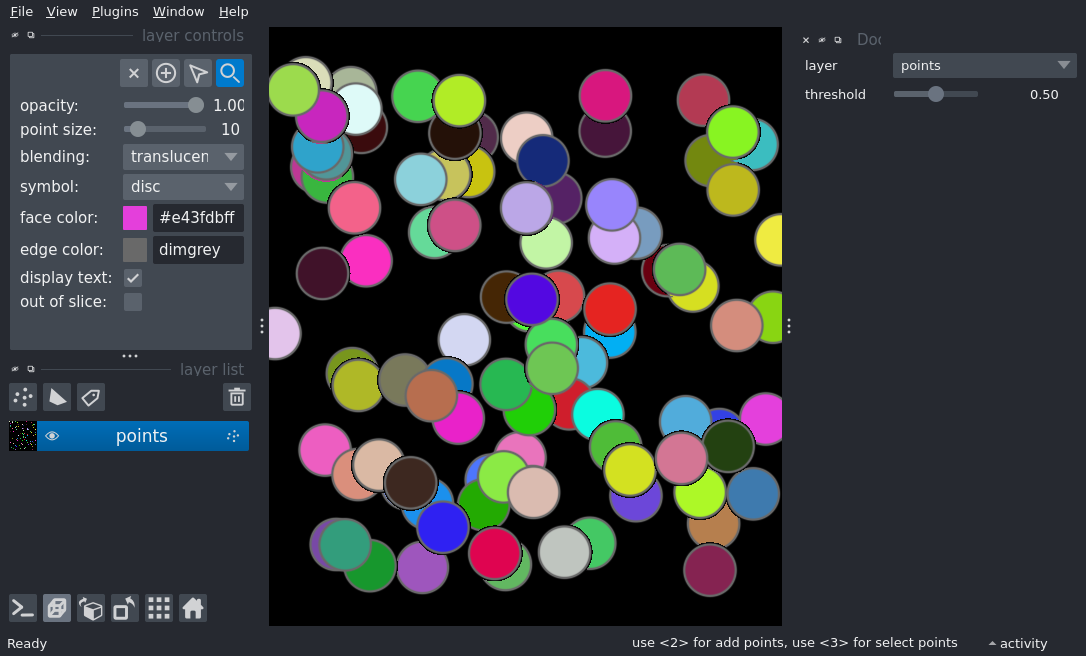 File View Plugins Window Help
layer controls
opacity: 1.00
point size: 10
blending: translucen
symbol: disc
face color: #e43fdbff
edge color: dimgrey
display text:
out of slice:
layer list
points
Doc
layer points
threshold 0.50
Ready
use <2> for add points, use <3> for select points
activity